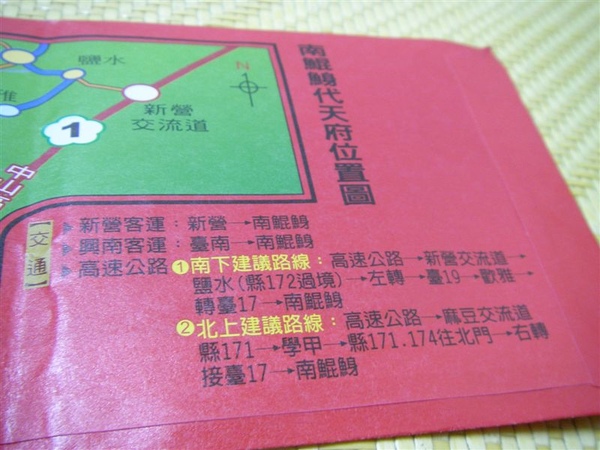 南鯤鯓代天府位置圖
鹽水
N
雅
新營
交流道
1
中山
【交通】
新營客運：新營→南鯤鯓
興南客運：臺南→南鯤鯓
高速公路❶南下建議路線：高速公路→新營交流道→
鹽水(縣172過境)→左轉→臺19→歡雅→
轉臺17→南鯤鯓
❷北上建議路線：高速公路→麻豆交流道
縣171→學甲→縣171.174往北門→右轉
接臺17→南鯤鯓